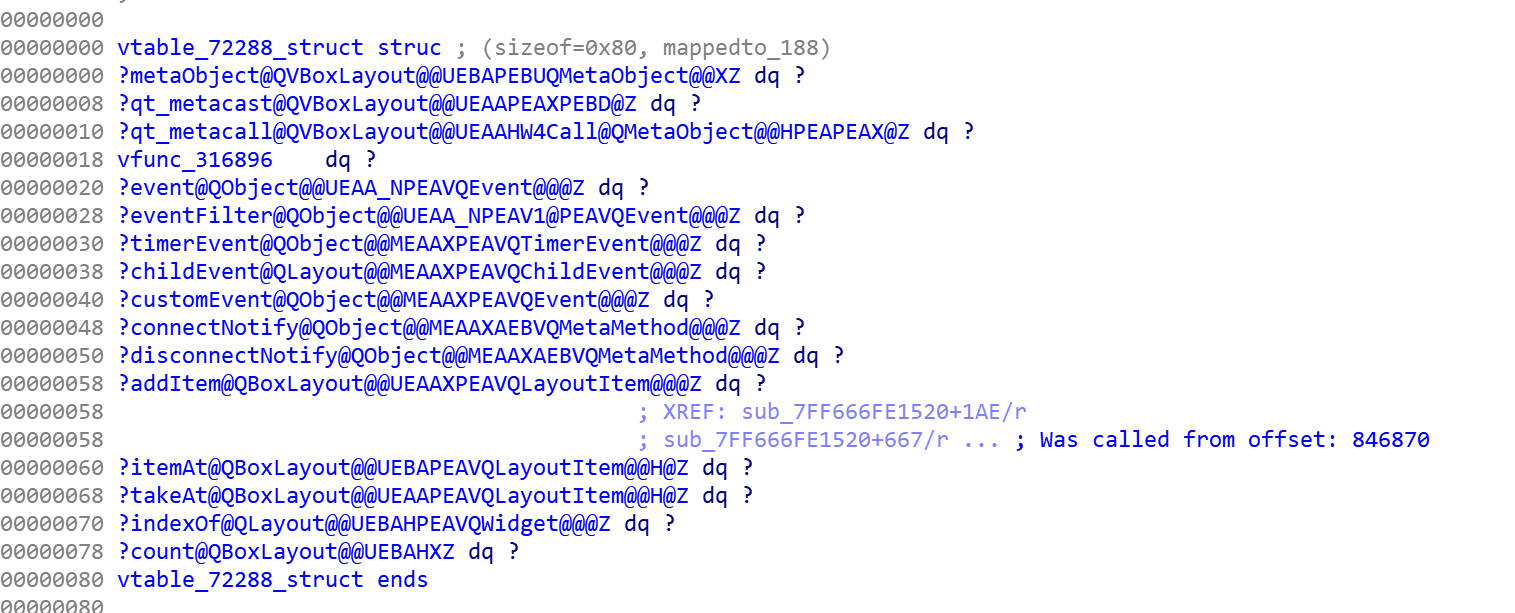 00000000
00000000 vtable_72288_struct struc ; (sizeof=0x80, mappedto_188)
00000000 ?metaObject@QVBoxLayout@@UEBAPEBUQMetaObject@@XZ dq ?
00000008 ?qt_metacast@QVBoxLayout@@UEAAPEAXPEBD@Z dq ?
00000010 ?qt_metacall@QVBoxLayout@@UEAAHW4Call@QMetaObject@@HPEAPEAX@Z dq ?
00000018 vfunc_316896    dq ?
00000020 ?event@QObject@@UEAA_NPEAVQEvent@@@Z dq ?
00000028 ?eventFilter@QObject@@UEAA_NPEAV1@PEAVQEvent@@@Z dq ?
00000030 ?timerEvent@QObject@@MEAAXPEAVQTimerEvent@@@Z dq ?
00000038 ?childEvent@QLayout@@MEAAXPEAVQChildEvent@@@Z dq ?
00000040 ?customEvent@QObject@@MEAAXPEAVQEvent@@@Z dq ?
00000048 ?connectNotify@QObject@@MEAAXAEBVQMetaMethod@@@Z dq ?
00000050 ?disconnectNotify@QObject@@MEAAXAEBVQMetaMethod@@@Z dq ?
00000058 ?addItem@QBoxLayout@@UEAAXPEAVQLayoutItem@@@Z dq ?
00000058                                         ; XREF: sub_7FF666FE1520+1AE/r
00000058                                         ; sub_7FF666FE1520+667/r ... ; Was called from offset: 846870
00000060 ?itemAt@QBoxLayout@@UEBAPEAVQLayoutItem@@H@Z dq ?
00000068 ?takeAt@QBoxLayout@@UEAAPEAVQLayoutItem@@H@Z dq ?
00000070 ?indexOf@QLayout@@UEBAHPEAVQWidget@@@Z dq ?
00000078 ?count@QBoxLayout@@UEBAHXZ dq ?
00000080 vtable_72288_struct ends
00000080